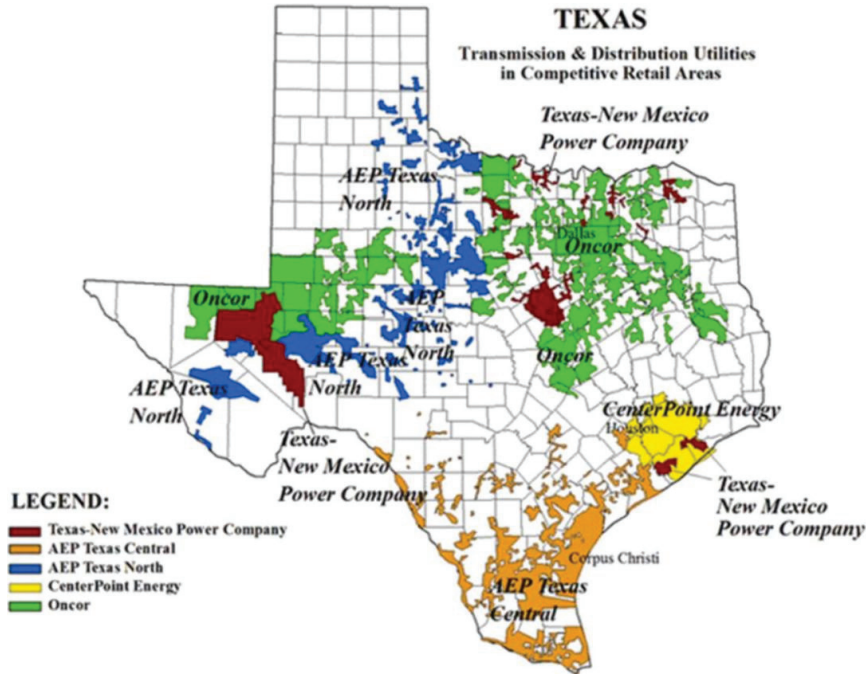 TEXAS
Transmission & Distribution Utilities
in Competitive Retail Areas
Texas-New Mexico
Power Company
AEP Texas
North
Dallas
Oncor
Oncor
AEP
Texas
North
AEP Texas
North
Oncor
AEP Texas
North
CenterPoint Energy
Houston
Texas-
New Mexico
Power Company
Texas-
New Mexico
Power Company
Corpus Christi
AEP Texas
Central
LEGEND:
Texas-New Mexico Power Company
AEP Texas Central
AEP Texas North
CenterPoint Energy
Oncor